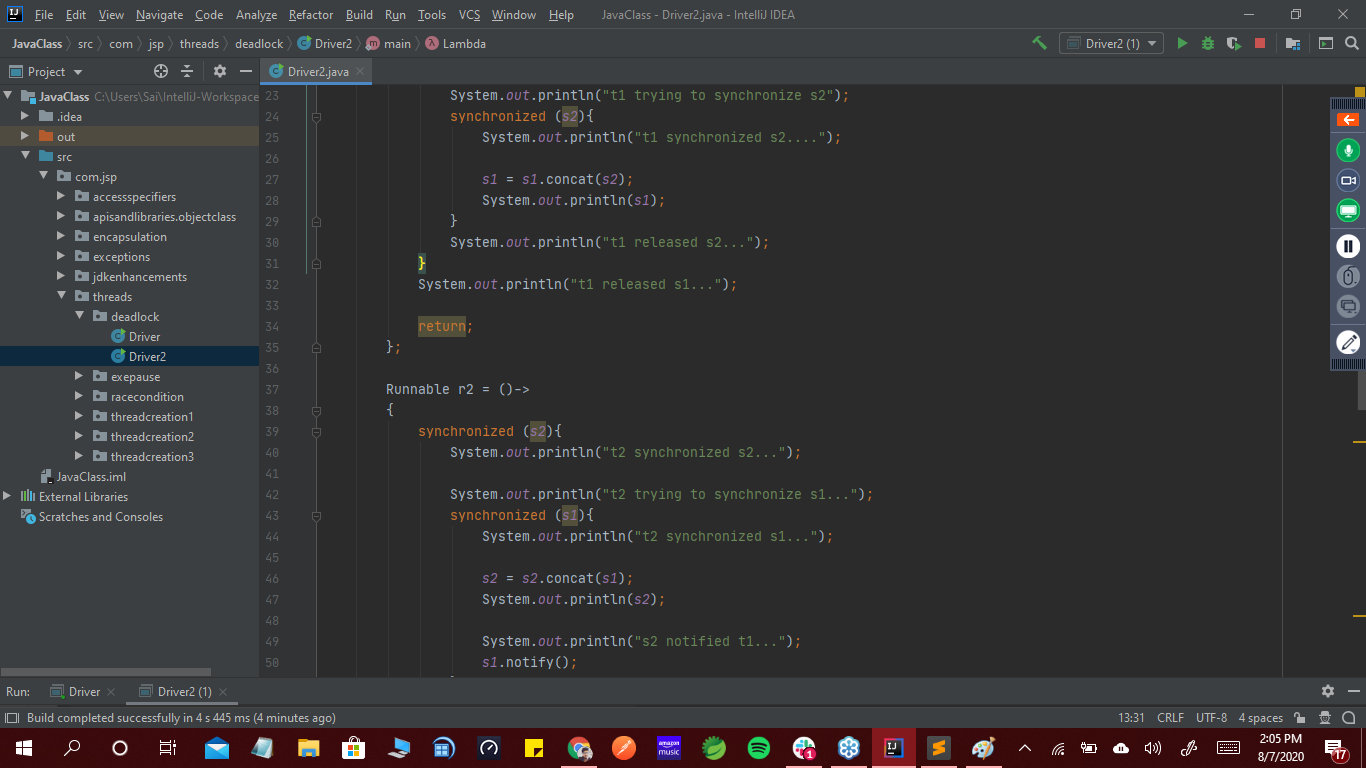 File Edit View Navigate Code Analyze Refactor Build Run Tools VCS Window Help JavaClass - Driver2.java - IntelliJ IDEA
JavaClass src com jsp threads deadlock Driver2 main Lambda Driver2 (1)
Project Driver2.java
JavaClass C:\Users\Sai\IntelliJ-Workspace
.idea
out
src
com.jsp
accessspecifiers
apisandlibraries.objectclass
encapsulation
exceptions
jdkenhancements
threads
deadlock
Driver
Driver2
exepause
racecondition
threadcreation1
threadcreation2
threadcreation3
JavaClass.iml
External Libraries
Scratches and Consoles
23 System.out.println("t1 trying to synchronize s2");
24 synchronized (s2){
25 System.out.println("t1 synchronized s2....");
26
27 s1 = s1.concat(s2);
28 System.out.println(s1);
29 }
30 System.out.println("t1 released s2...");
31 }
32 System.out.println("t1 released s1...");
33
34 return;
35 };
36
37 Runnable r2 = ()->
38 {
39 synchronized (s2){
40 System.out.println("t2 synchronized s2...");
41
42 System.out.println("t2 trying to synchronize s1...");
43 synchronized (s1){
44 System.out.println("t2 synchronized s1...");
45
46 s2 = s2.concat(s1);
47 System.out.println(s2);
48
49 System.out.println("s2 notified t1...");
50 s1.notify();
Run: Driver Driver2 (1)
Build completed successfully in 4 s 445 ms (4 minutes ago) 13:31 CRLF UTF-8 4 spaces
2:05 PM
8/7/2020
17